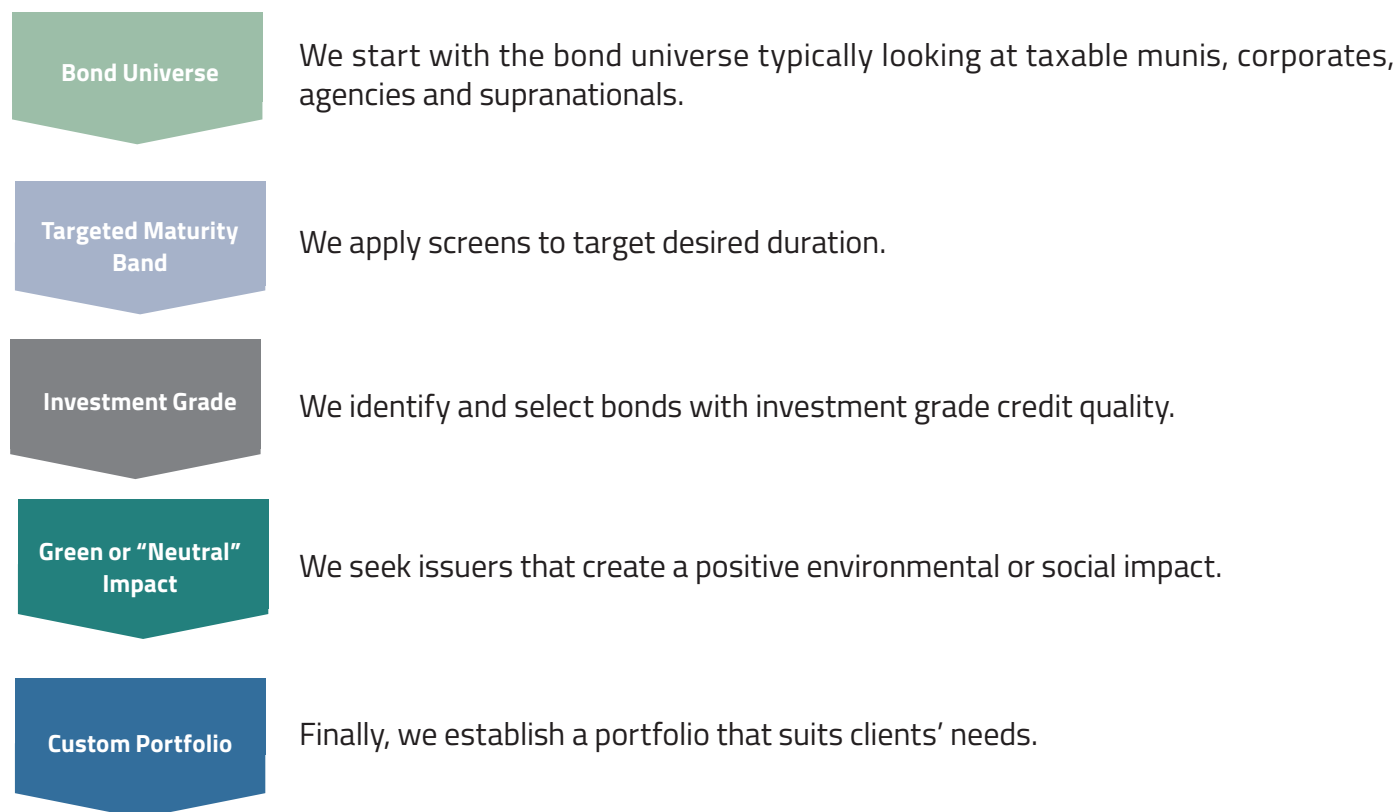 Bond Universe
We start with the bond universe typically looking at taxable munis, corporates,
agencies and supranationals.
Targeted Maturity
Band
We apply screens to target desired duration.
Investment Grade
We identify and select bonds with investment grade credit quality.
Green or “Neutral”
Impact
We seek issuers that create a positive environmental or social impact.
Custom Portfolio
Finally, we establish a portfolio that suits clients’ needs.